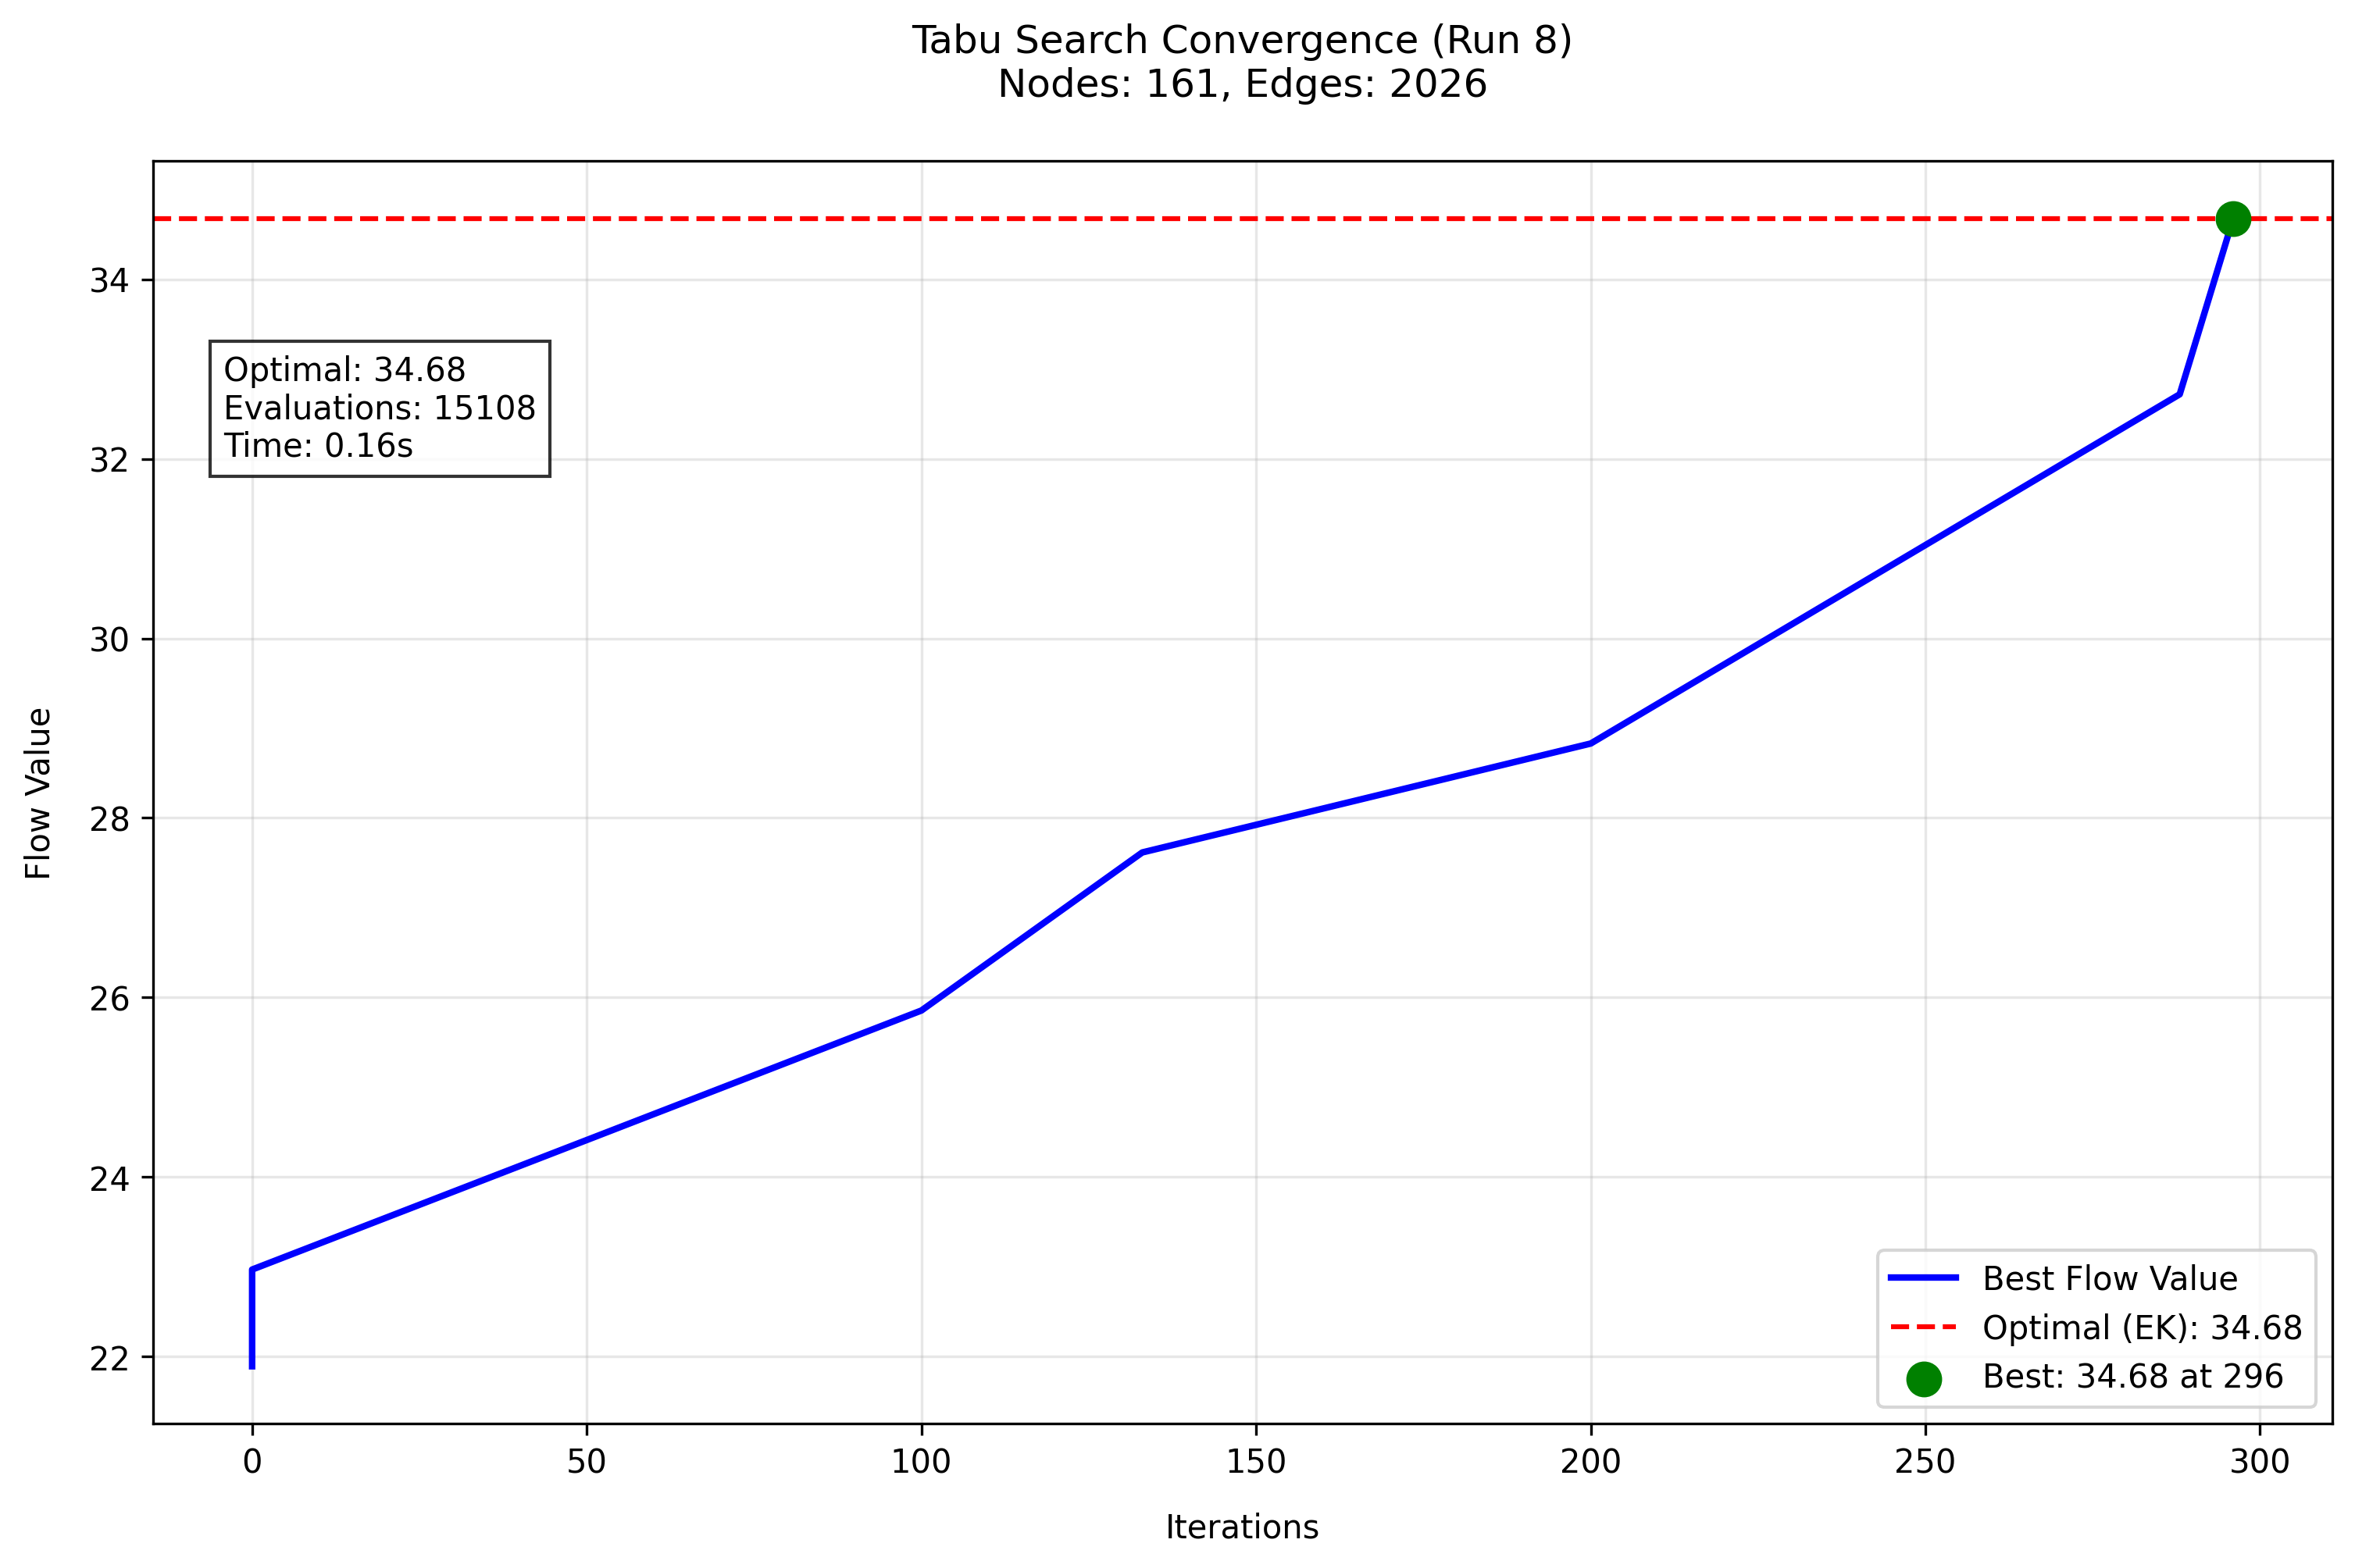 Tabu Search Convergence (Run 8)
Nodes: 161, Edges: 2026
34
32
30
28
26
24
22
Flow Value
Optimal: 34.68
Evaluations: 15108
Time: 0.16s
Best Flow Value
Optimal (EK): 34.68
Best: 34.68 at 296
0 50 100 150 200 250 300
Iterations